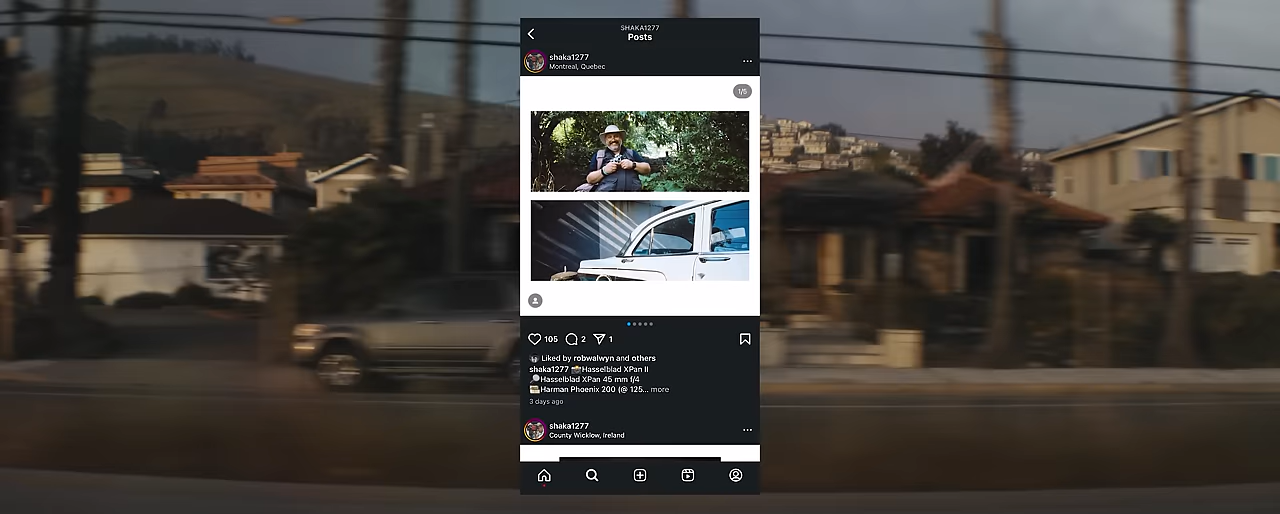 SHAKA1277
Posts
shaka1277
Montreal, Quebec
1/5
105 2 1
Liked by robwalwyn and others
shaka1277 📸Hasselblad XPan II
🔎Hasselblad XPan 45 mm f/4
🎞Harman Phoenix 200 (@ 125... more
3 days ago
shaka1277
County Wicklow, Ireland